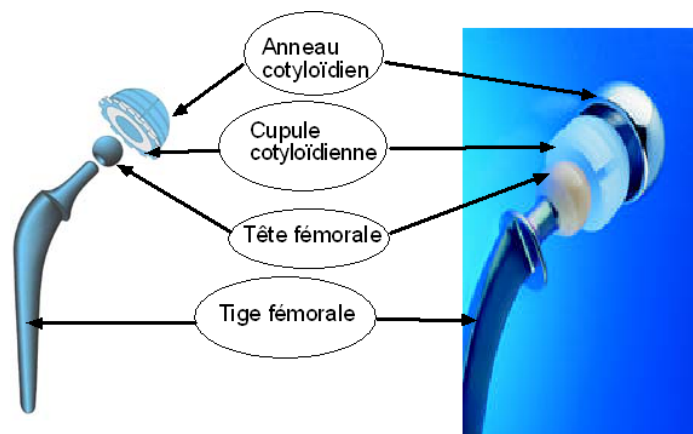 Anneau
cotyloïdien
Cupule
cotyloïdienne
Tête fémorale
Tige fémorale